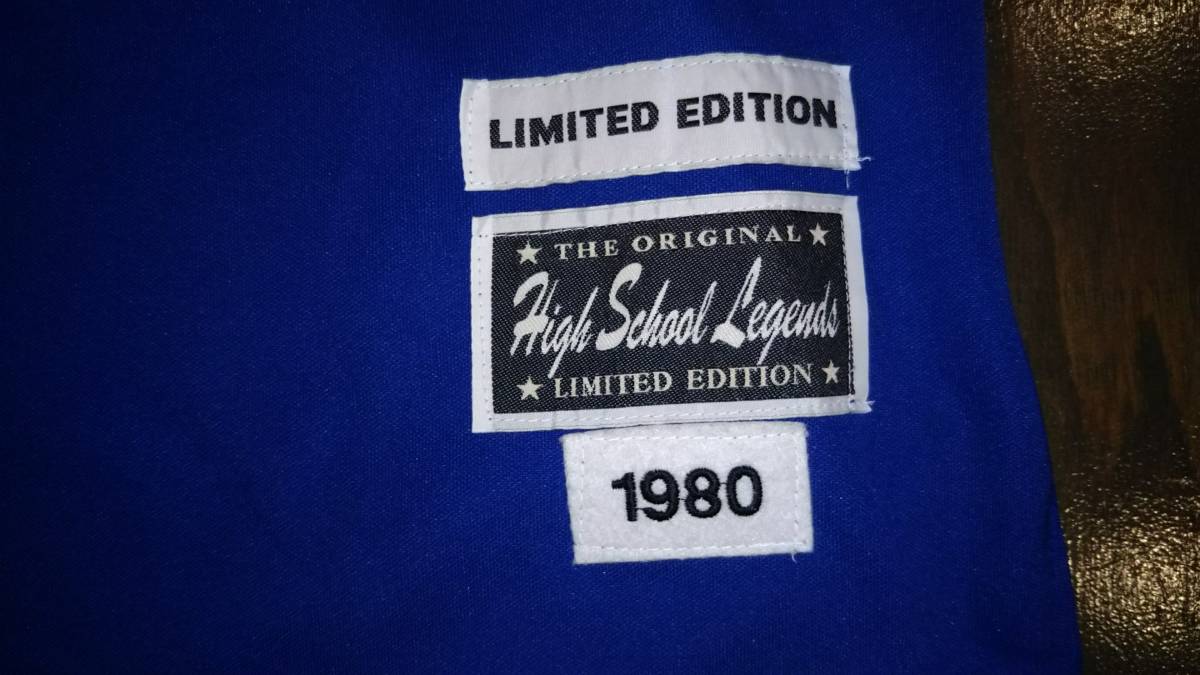 LIMITED EDITION
★ THE ORIGINAL ★
High School Legends
★ LIMITED EDITION ★
1980